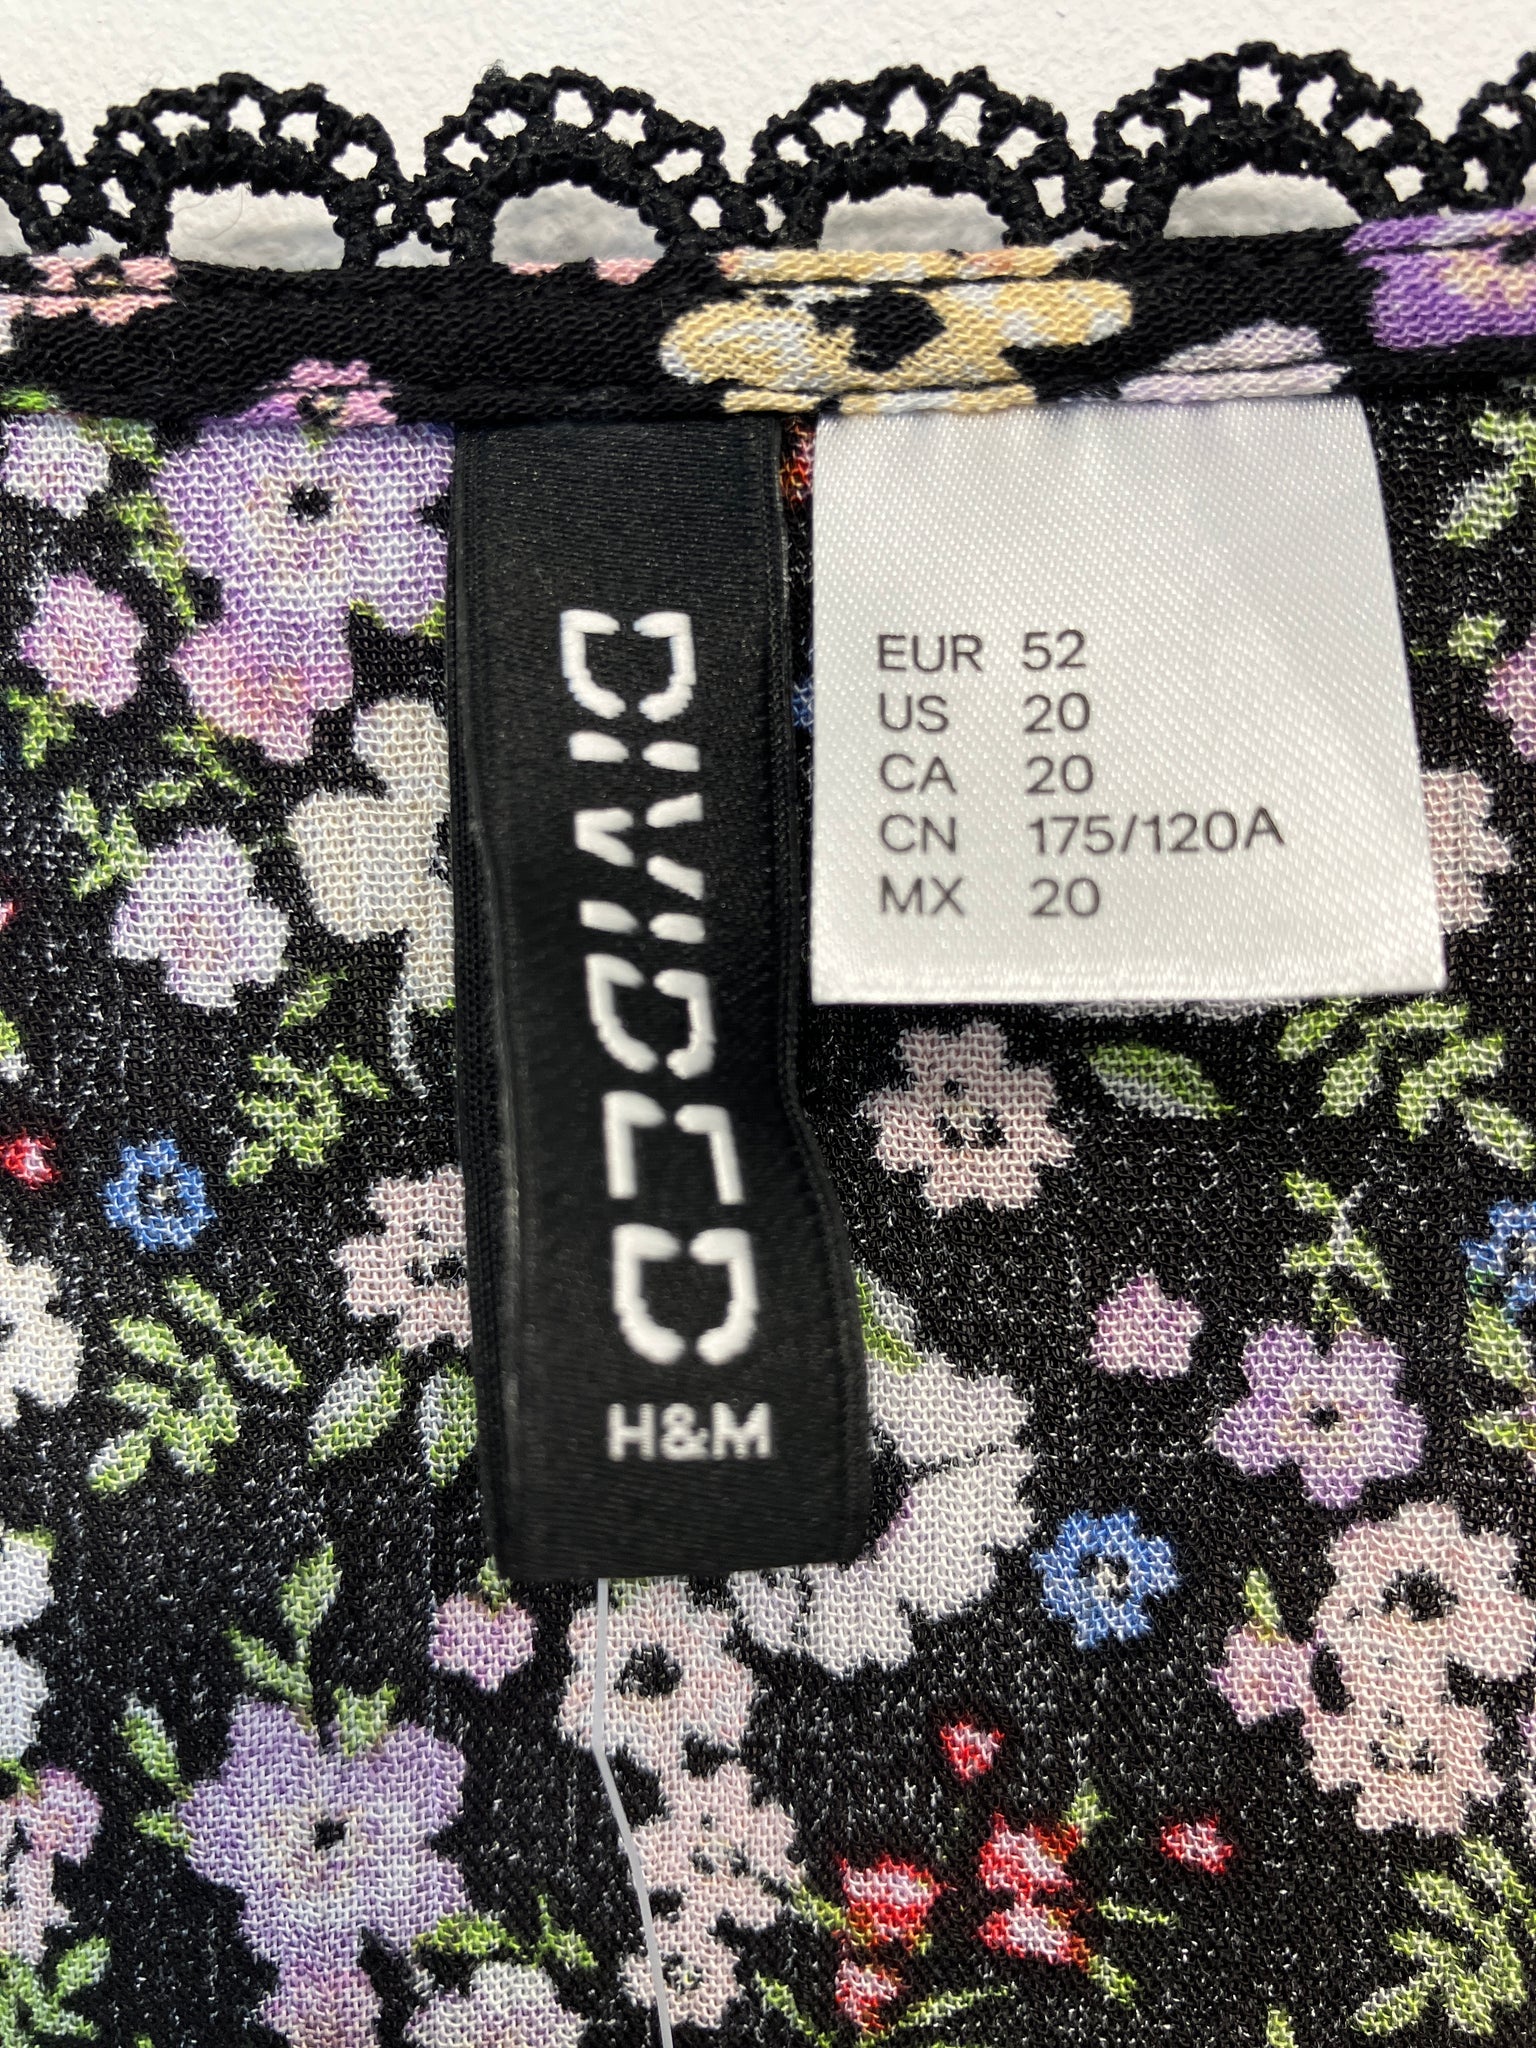 DIVIDED
H&M
EUR 52
US 20
CA 20
CN 175/120A
MX 20